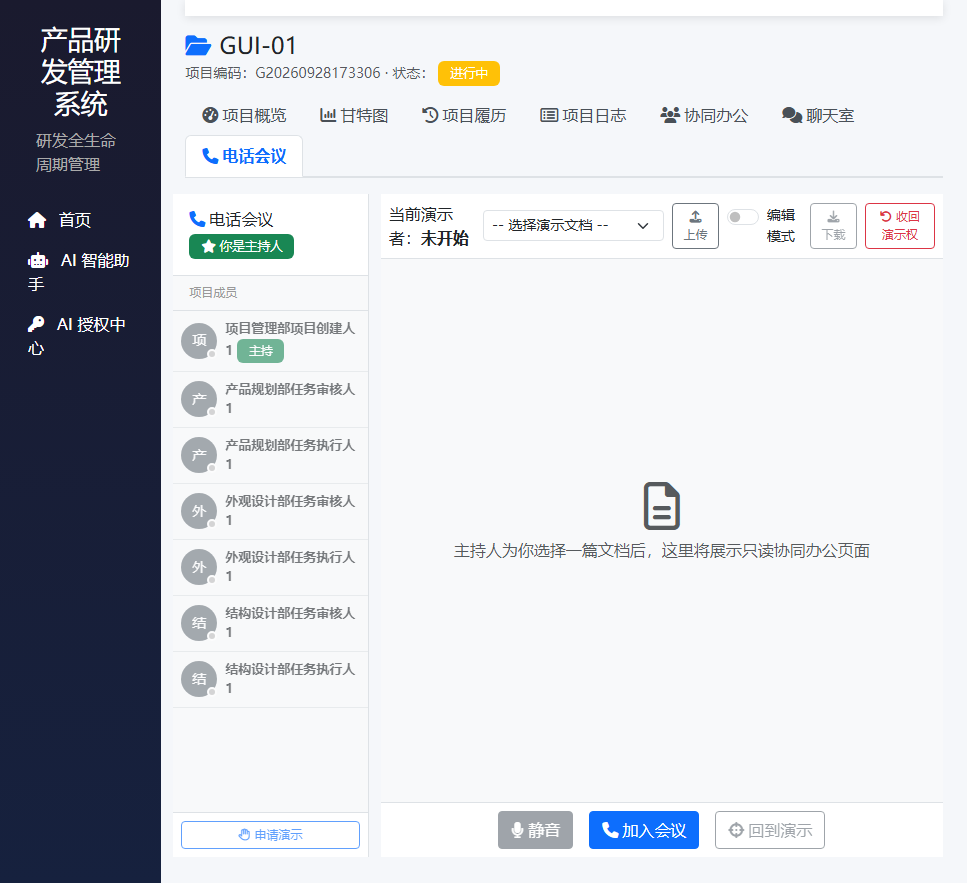 产品研
发管理
系统
研发全生命
周期管理
首页
AI 智能助
手
AI 授权中
心
GUI-01
项目编码：G20260928173306 · 状态： 进行中
项目概览 甘特图 项目履历 项目日志 协同办公 聊天室
电话会议
电话会议
你是主持人
项目成员
项 项目管理部项目创建人
1 主持
产 产品规划部任务审核人
1
产 产品规划部任务执行人
1
外 外观设计部任务审核人
1
外 外观设计部任务执行人
1
结 结构设计部任务审核人
1
结 结构设计部任务执行人
1
申请演示
当前演示
者：未开始
-- 选择演示文档 --
上传
编辑
模式
下载
收回
演示权
主持人为你选择一篇文档后，这里将展示只读协同办公页面
静音 加入会议 回到演示